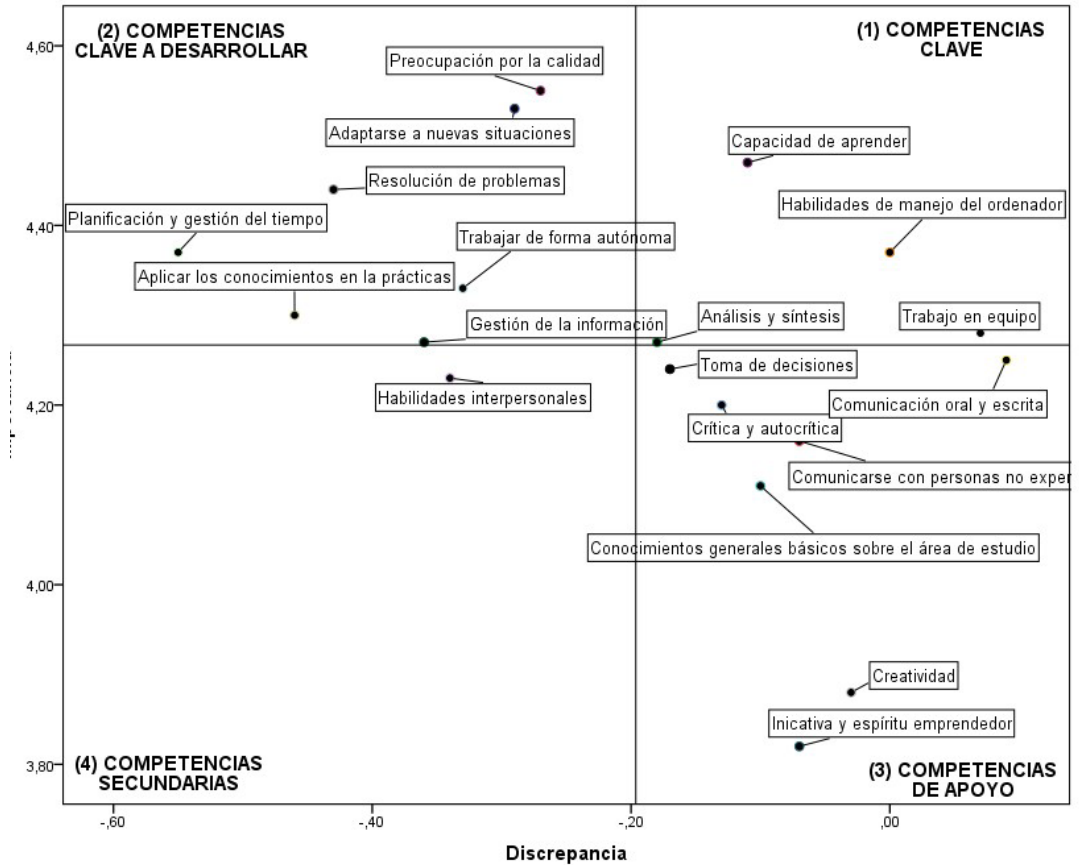 (2) COMPETENCIAS
CLAVE A DESARROLLAR
(1) COMPETENCIAS
CLAVE
4,60
Preocupación por la calidad
Adaptarse a nuevas situaciones
Capacidad de aprender
Resolución de problemas
Habilidades de manejo del ordenador
Planificación y gestión del tiempo
4,40
Trabajar de forma autónoma
Aplicar los conocimientos en la prácticas
Gestión de la información
Análisis y síntesis
Trabajo en equipo
Toma de decisiones
Habilidades interpersonales
4,20
Comunicación oral y escrita
Crítica y autocrítica
Comunicarse con personas no exper
Conocimientos generales básicos sobre el área de estudio
4,00
Creatividad
Inicativa y espíritu emprendedor
3,80
(4) COMPETENCIAS
SECUNDARIAS
(3) COMPETENCIAS
DE APOYO
-,60
-,40
-,20
,00
Discrepancia